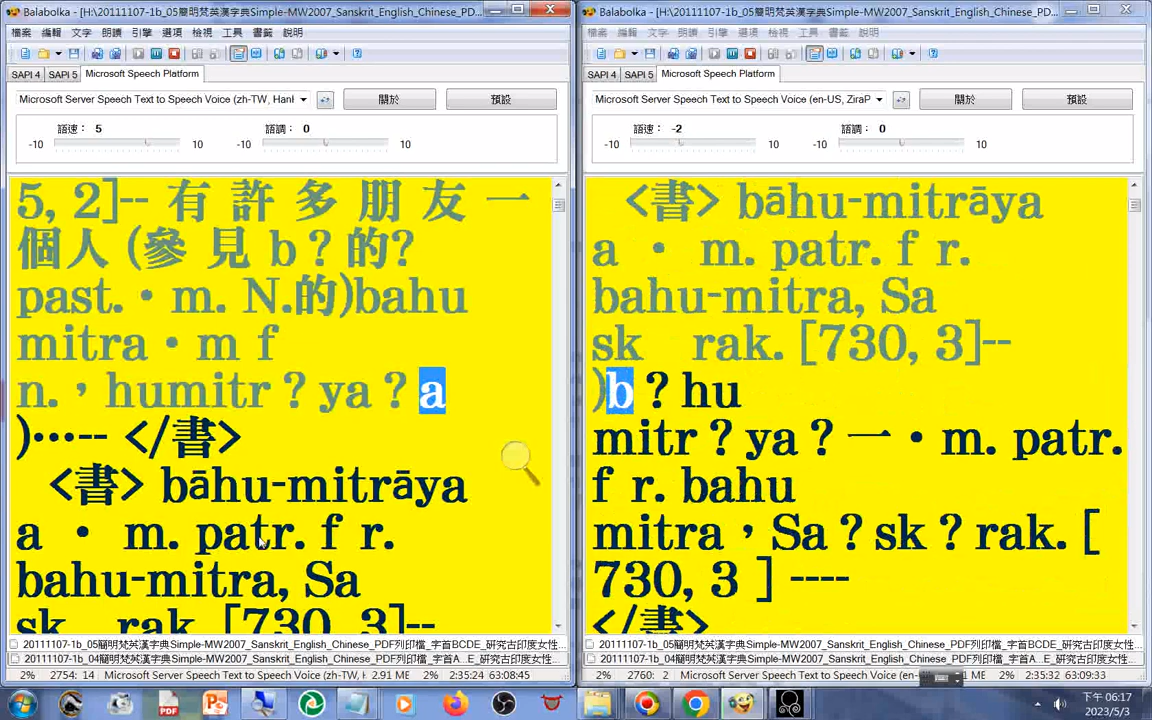 Balabolka - [H:\20111107-1b_05簡明梵英漢字典Simple-MW2007_Sanskrit_English_Chinese_PD...
檔案 編輯 文字 朗讀 引擎 選項 檢視 工具 書籤 說明
SAPI 4 SAPI 5 Microsoft Speech Platform
Microsoft Server Speech Text to Speech Voice (zh-TW, Hanl
關於 預設
語速： 5 語調： 0
-10 10 -10 10
5, 2]-- 有 許 多 朋 友 一
個人 (參 見 b？的?
past.·m. N.的)bahu
mitra·m f
n.，humitr？ya？a
)···-- </書>
<書> bāhu-mitrāya
a · m. patr. f r.
bahu-mitra, Sa
sk rak. [730, 3]--
20111107-1b_05簡明梵英漢字典Simple-MW2007_Sanskrit_English_Chinese_PDF列印檔_字首BCDE_研究古印度女性...
20111107-1b_04簡明梵英漢字典Simple-MW2007_Sanskrit_English_Chinese_PDF列印檔_字首A...E_研究古印度女性...
2% 2754: 14 Microsoft Server Speech Text to Speech Voice (zh-TW, 2.91 ME 2% 2:35:24 63:08:45
Balabolka - [H:\20111107-1b_05簡明梵英漢字典Simple-MW2007_Sanskrit_English_Chinese_PD...
檔案 編輯 文字 朗讀 引擎 選項 檢視 工具 書籤 說明
SAPI 4 SAPI 5 Microsoft Speech Platform
Microsoft Server Speech Text to Speech Voice (en-US, ZiraP
關於 預設
語速： -2 語調： 0
-10 10 -10 10
<書> bāhu-mitrāya
a · m. patr. f r.
bahu-mitra, Sa
sk rak. [730, 3]--
)b？hu
mitr？ya？一·m. patr.
f r. bahu
mitra，Sa？sk？rak. [
730, 3 ] ----
</書>
20111107-1b_05簡明梵英漢字典Simple-MW2007_Sanskrit_English_Chinese_PDF列印檔_字首BCDE_研究古印度女性...
20111107-1b_04簡明梵英漢字典Simple-MW2007_Sanskrit_English_Chinese_PDF列印檔_字首A...E_研究古印度女性...
2% 2760: 2 Microsoft Server Speech Text to Speech Voice (en-US, 1 ME 2% 2:35:32 63:09:33
PDF
下午 06:17
2023/5/3